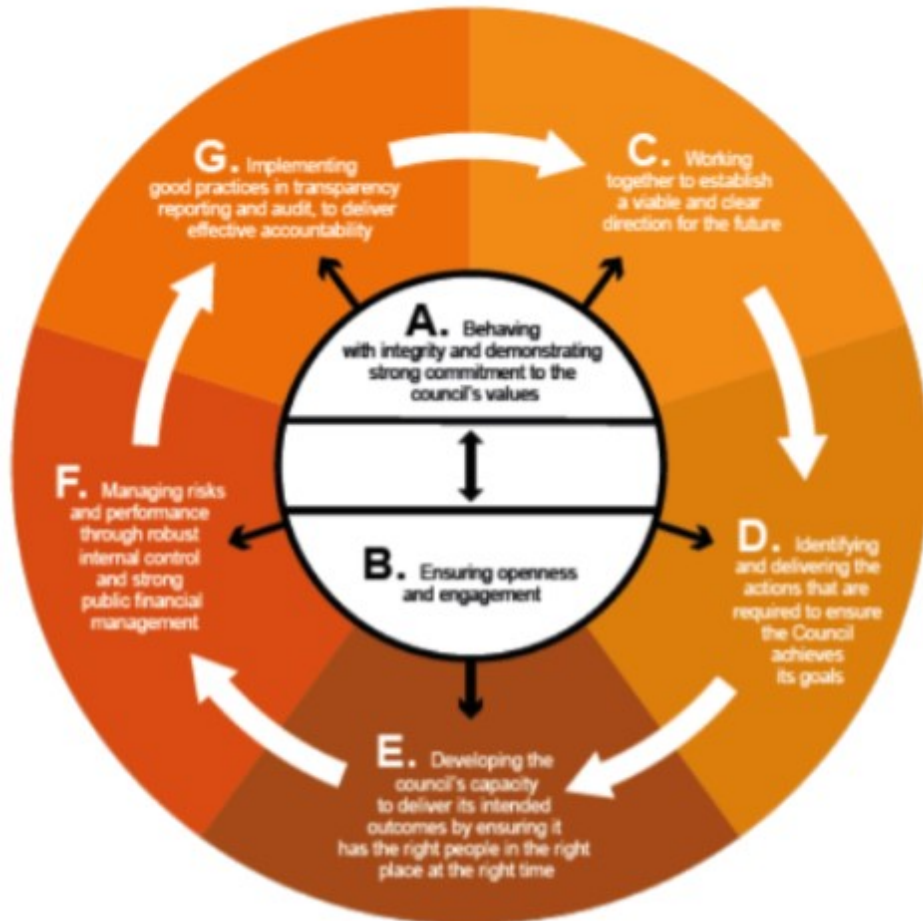 A. Behaving
with integrity and demonstrating
strong commitment to the
council's values
B. Ensuring openness
and engagement
C. Working
together to establish
a viable and clear
direction for the future
D. Identifying
and delivering the
actions that are
required to ensure
the Council
achieves
its goals
E. Developing the
council's capacity
to deliver its intended
outcomes by ensuring it
has the right people in the right
place at the right time
F. Managing risks
and performance
through robust
internal control
and strong
public financial
management
G. Implementing
good practices in transparency
reporting and audit, to deliver
effective accountability